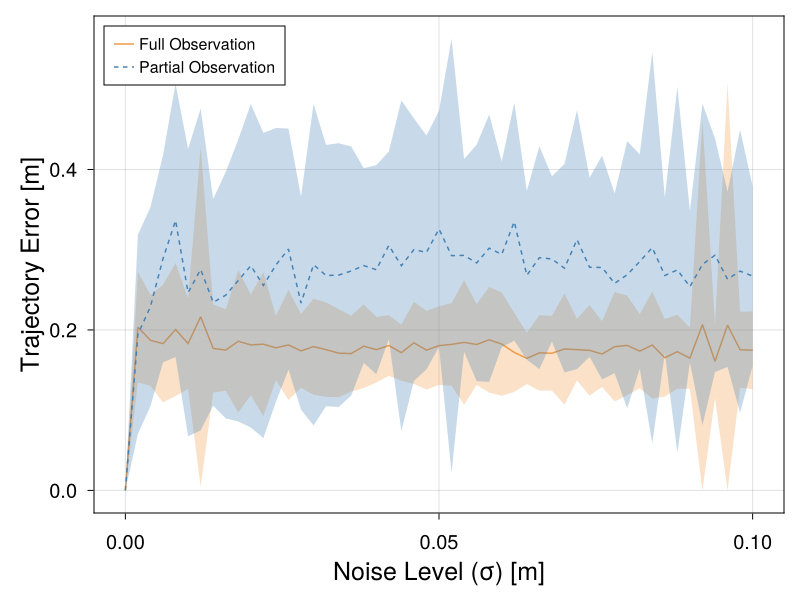 Full Observation
Partial Observation
Trajectory Error [m]
0.4
0.2
0.0
0.00
0.05
0.10
Noise Level (σ) [m]